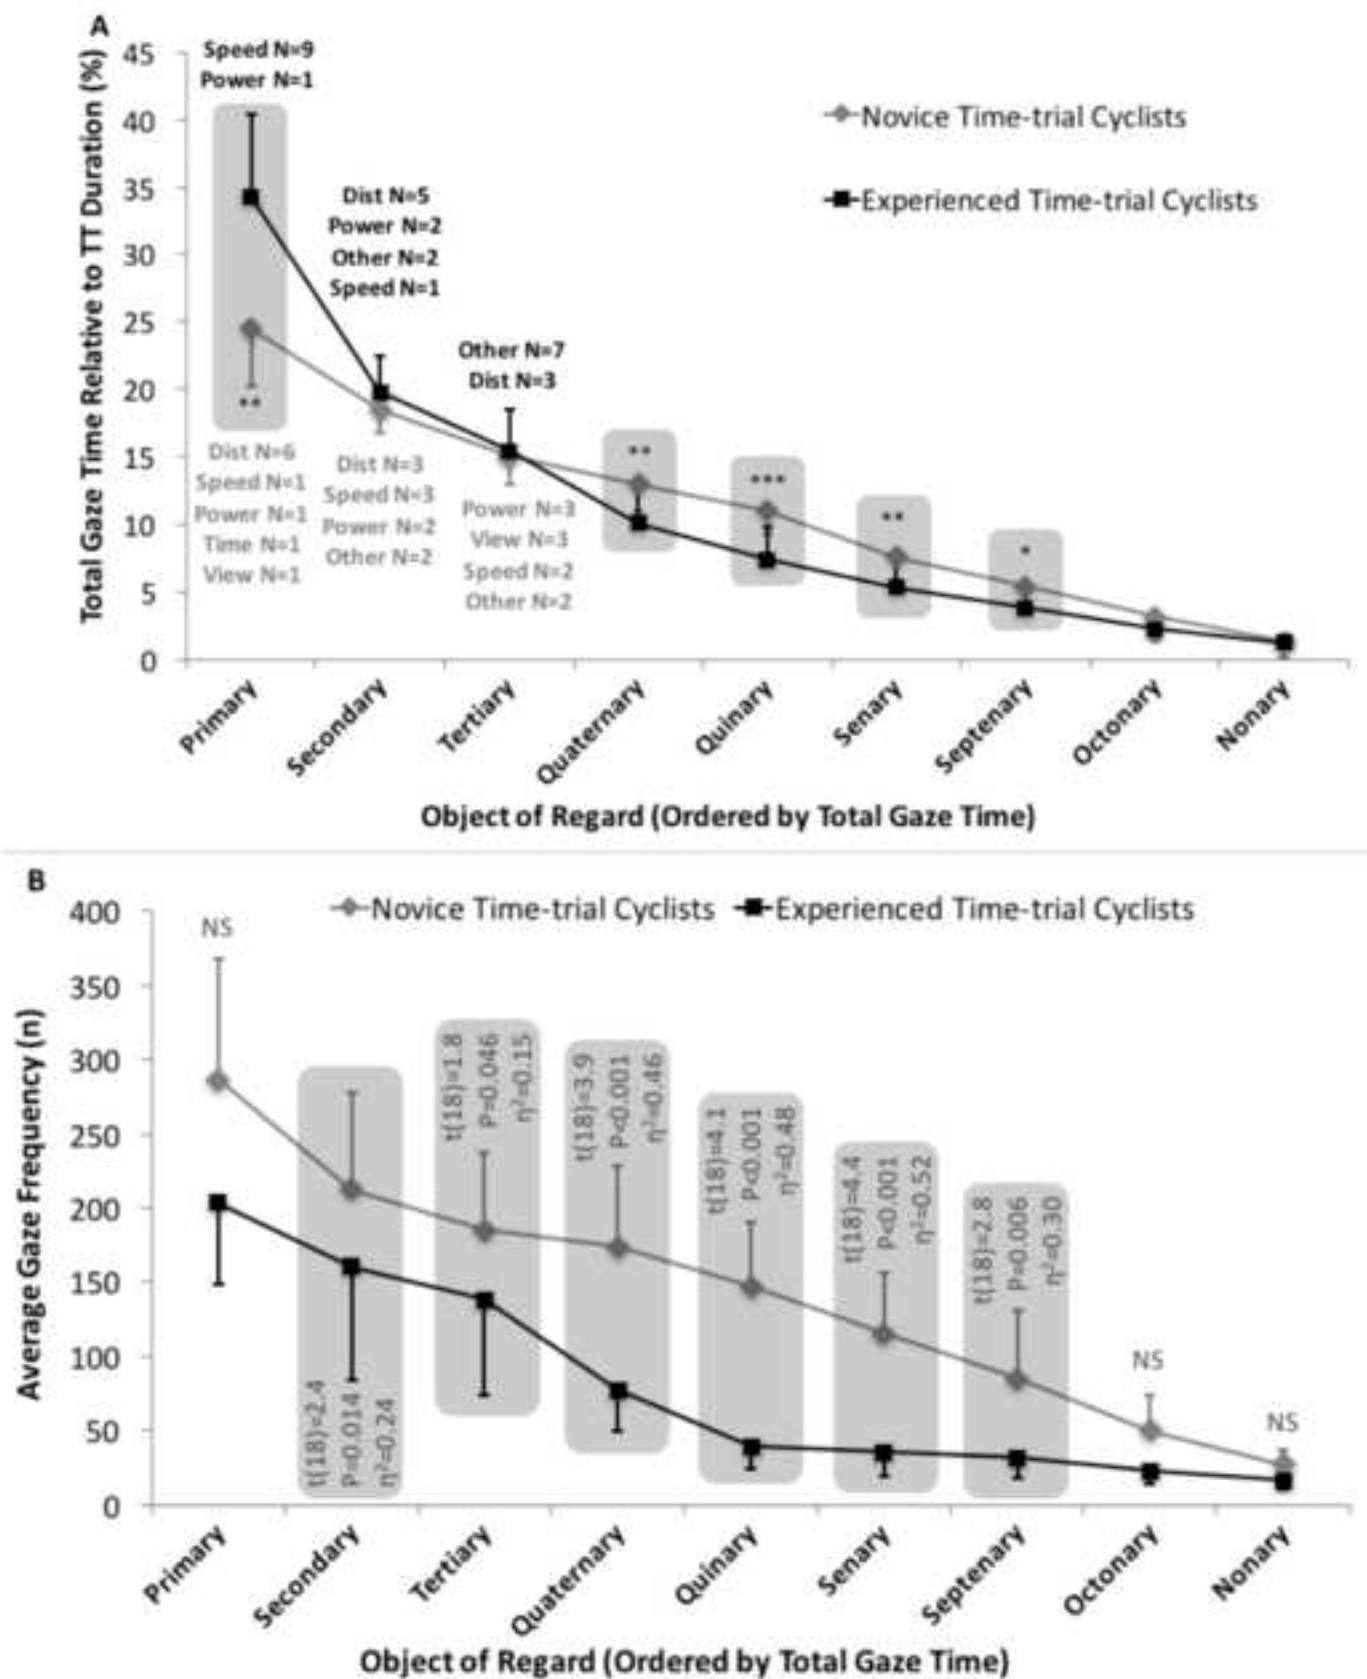 A
Total Gaze Time Relative to TT Duration (%)
45
40
35
30
25
20
15
10
5
0
Speed N=9
Power N=1
Dist N=5
Power N=2
Other N=2
Speed N=1
Other N=7
Dist N=3
Novice Time-trial Cyclists
Experienced Time-trial Cyclists
**
**
***
**
*
Dist N=6
Speed N=1
Power N=1
Time N=1
View N=1
Dist N=3
Speed N=3
Power N=2
Other N=2
Power N=3
View N=3
Speed N=2
Other N=2
Primary
Secondary
Tertiary
Quaternary
Quinary
Senary
Septenary
Octonary
Nonary
Object of Regard (Ordered by Total Gaze Time)
B
Novice Time-trial Cyclists
Experienced Time-trial Cyclists
Average Gaze Frequency (n)
400
350
300
250
200
150
100
50
0
NS
t(18)=2.4
P=0.014
η²=0.24
t(18)=1.8
P=0.046
η²=0.15
t(18)=3.9
P<0.001
η²=0.46
t(18)=4.1
P<0.001
η²=0.48
t(18)=4.4
P<0.001
η²=0.52
t(18)=2.8
P=0.006
η²=0.30
NS
NS
Primary
Secondary
Tertiary
Quaternary
Quinary
Senary
Septenary
Octonary
Nonary
Object of Regard (Ordered by Total Gaze Time)